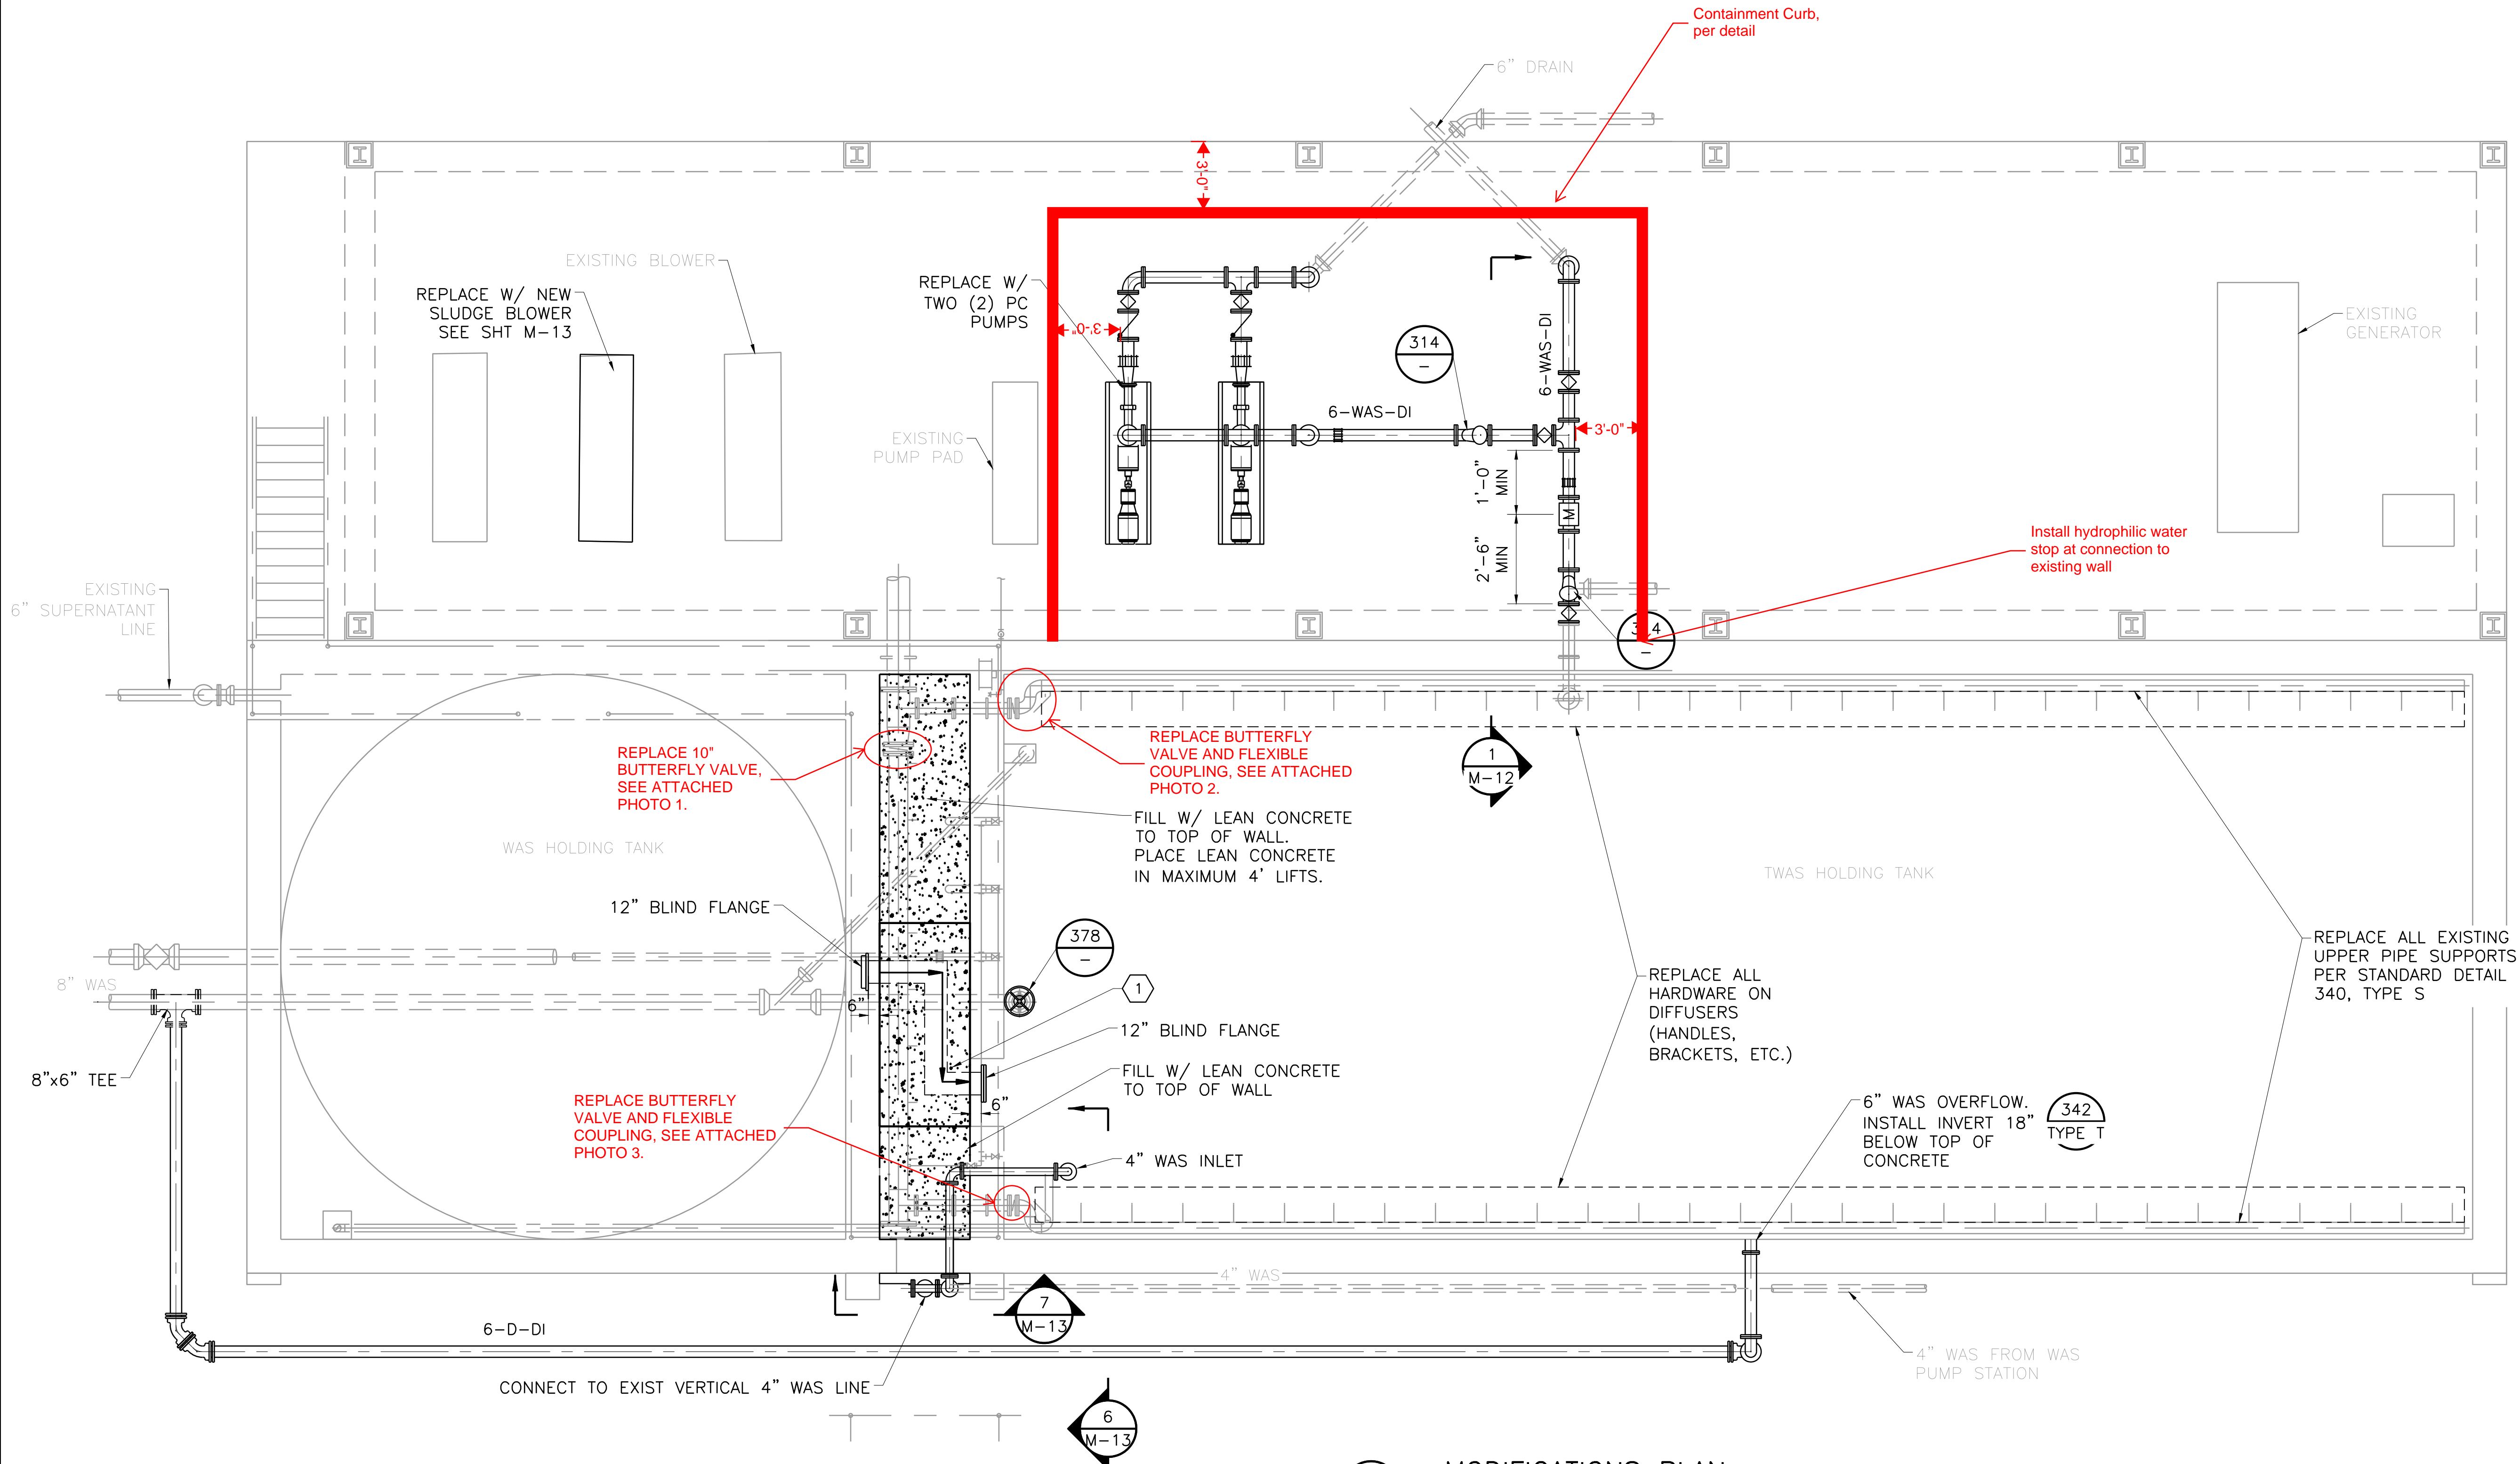 Containment Curb,
per detail
6" DRAIN
3'-0"
EXISTING BLOWER
REPLACE W/ NEW
SLUDGE BLOWER
SEE SHT M-13
REPLACE W/
TWO (2) PC
PUMPS
3'-0"
314
–
6-WAS-DI
6-WAS-DI
EXISTING
GENERATOR
EXISTING
PUMP PAD
3'-0"
1'-0"
MIN
M
2'-6"
MIN
Install hydrophilic water
stop at connection to
existing wall
EXISTING
6" SUPERNATANT
LINE
–
REPLACE 10"
BUTTERFLY VALVE,
SEE ATTACHED
PHOTO 1.
REPLACE BUTTERFLY
VALVE AND FLEXIBLE
COUPLING, SEE ATTACHED
PHOTO 2.
1
M-12
FILL W/ LEAN CONCRETE
TO TOP OF WALL.
PLACE LEAN CONCRETE
IN MAXIMUM 4' LIFTS.
WAS HOLDING TANK
TWAS HOLDING TANK
12" BLIND FLANGE
378
–
REPLACE ALL EXISTING
UPPER PIPE SUPPORTS
PER STANDARD DETAIL
340, TYPE S
8" WAS
6"
1
12" BLIND FLANGE
REPLACE ALL
HARDWARE ON
DIFFUSERS
(HANDLES,
BRACKETS, ETC.)
8"x6" TEE
FILL W/ LEAN CONCRETE
TO TOP OF WALL
6"
REPLACE BUTTERFLY
VALVE AND FLEXIBLE
COUPLING, SEE ATTACHED
PHOTO 3.
6" WAS OVERFLOW.
INSTALL INVERT 18"
BELOW TOP OF
CONCRETE
342
TYPE T
4" WAS INLET
4" WAS
7
M-13
6-D-DI
4" WAS FROM WAS
PUMP STATION
CONNECT TO EXIST VERTICAL 4" WAS LINE
6
M-13
MODIFICATIONS PLAN